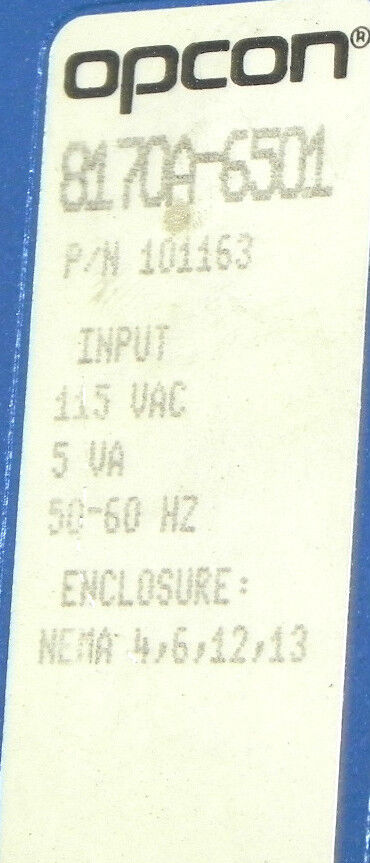 opcon®
8170A-6501
P/N 101163
INPUT
115 VAC
5 VA
50-60 HZ
ENCLOSURE:
NEMA 4,6,12,13